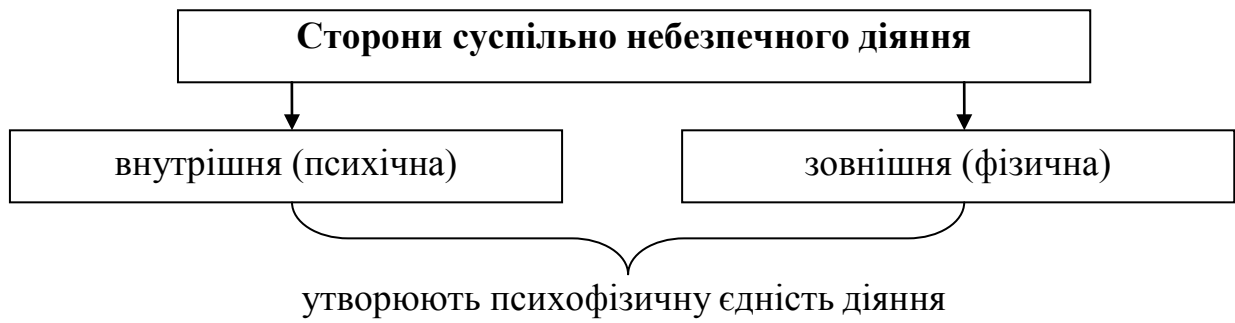 Сторони суспільно небезпечного діяння
внутрішня (психічна)
зовнішня (фізична)
утворюють психофізичну єдність діяння